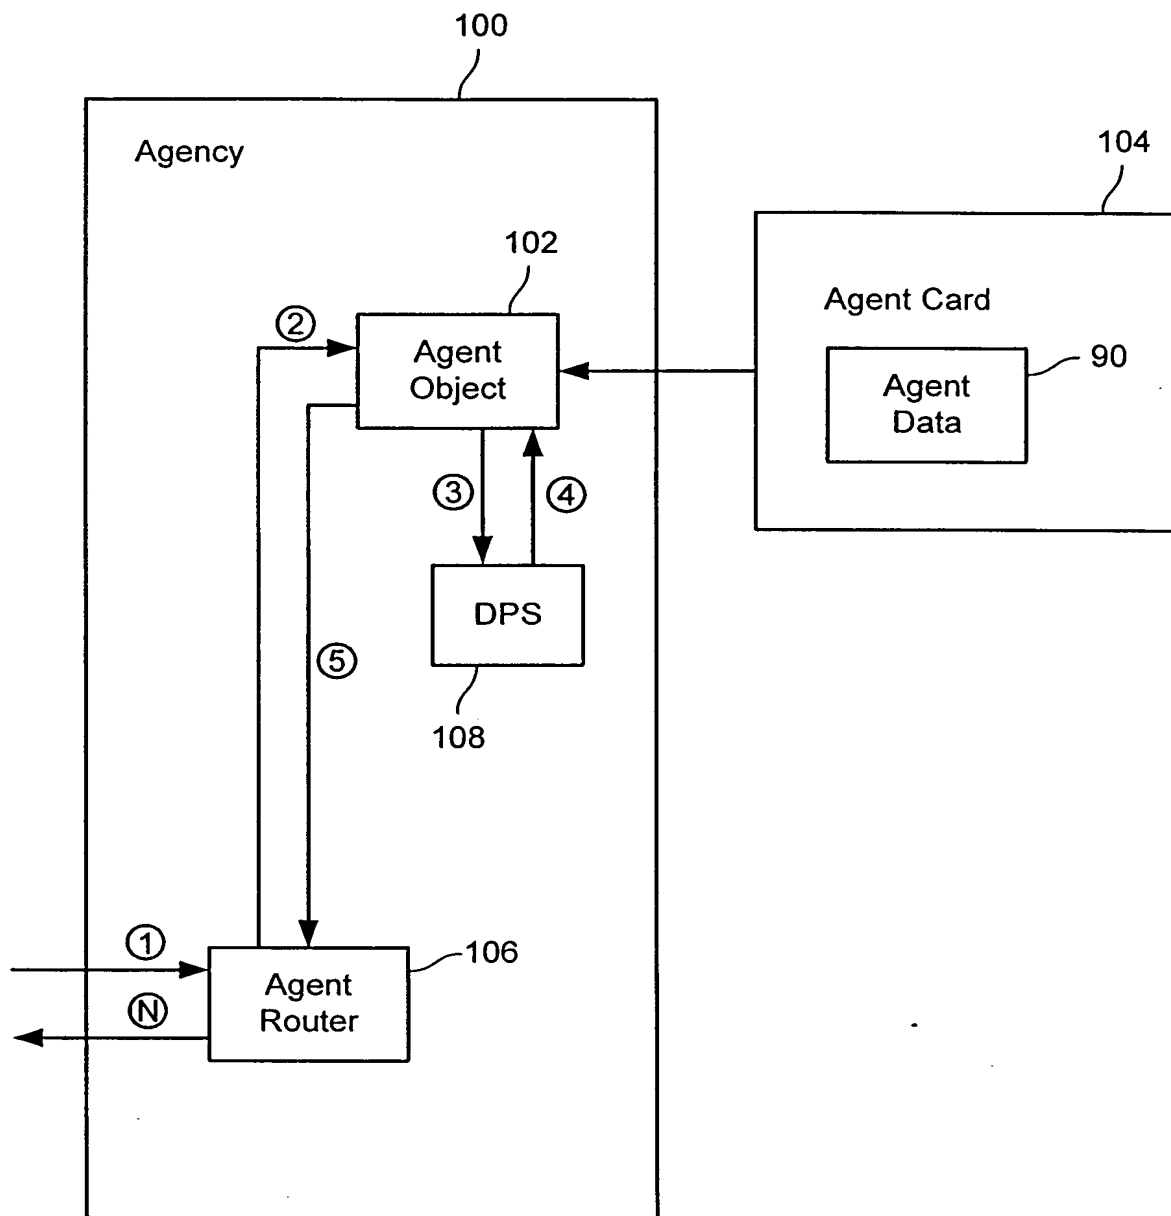 100
Agency
104
102
Agent Card
②
Agent
Object
90
Agent
Data
③
④
DPS
⑤
108
①
106
Agent
Router
Ⓝ